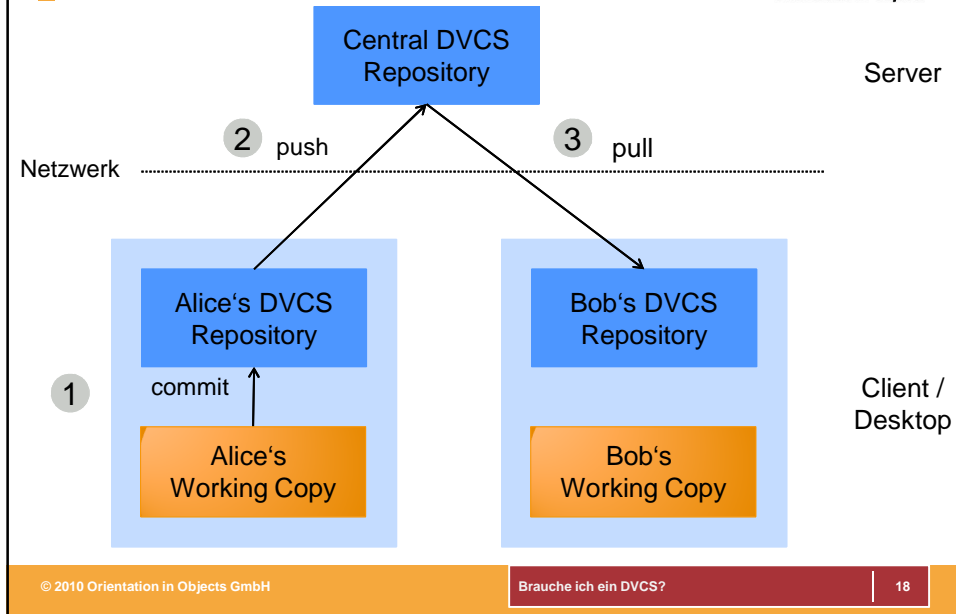 Central DVCS
Repository
Server
2 push
3 pull
Netzwerk
Alice‘s DVCS
Repository
Bob‘s DVCS
Repository
1
commit
Client /
Desktop
Alice‘s
Working Copy
Bob‘s
Working Copy
© 2010 Orientation in Objects GmbH
Brauche ich ein DVCS?
18